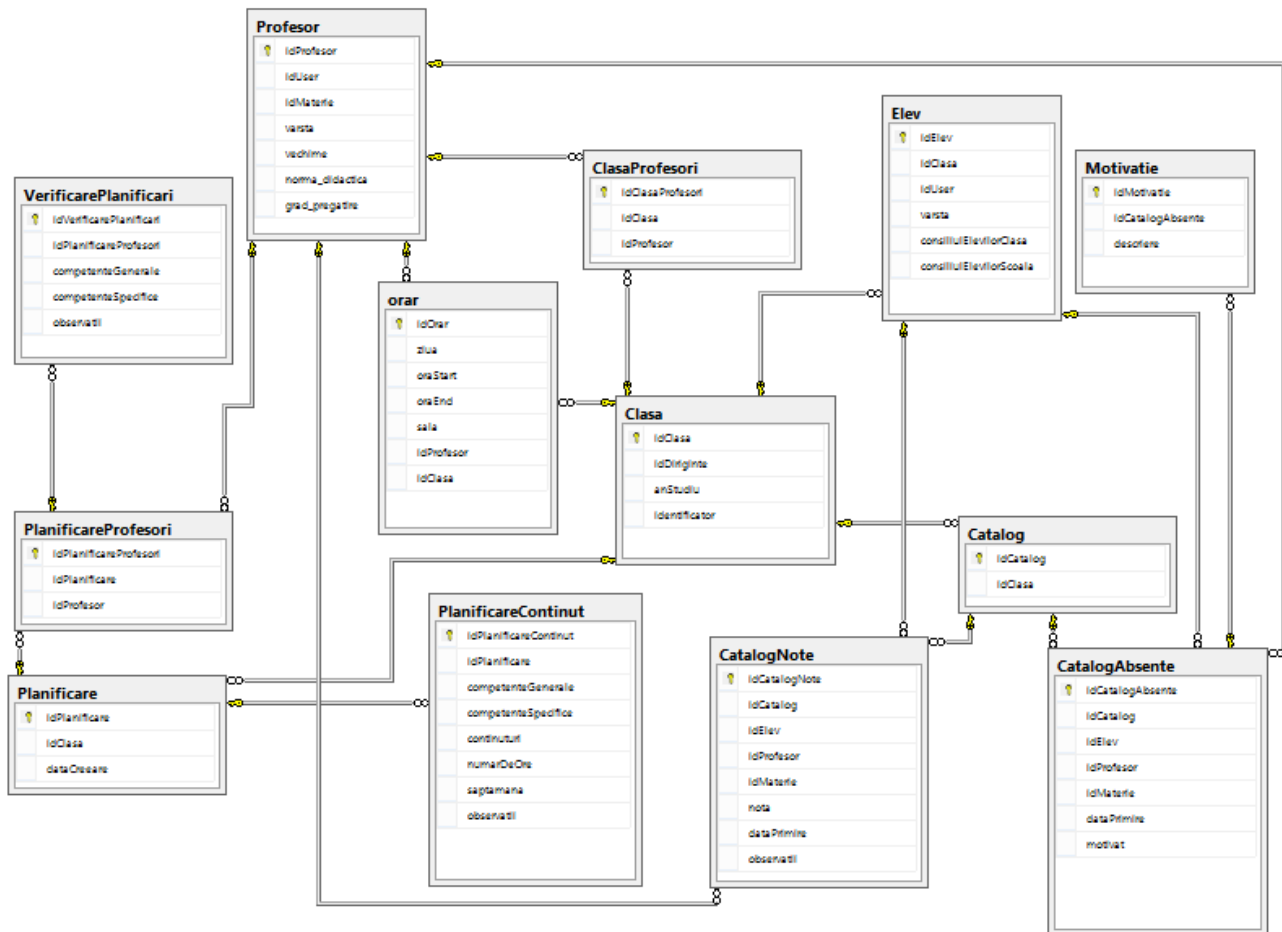 Profesor
IdProfesor
IdUser
IdMaterie
varsta
vechime
norma_didactica
grad_pregatire
Elev
IdElev
IdClasa
IdUser
varsta
consiliulElevilorClasa
consiliulElevilorScoala
ClasaProfesori
IdClasaProfesori
IdClasa
IdProfesor
Motivatie
IdMotivatie
IdCatalogAbsente
descriere
VerificarePlanificari
IdVerificarePlanificari
IdPlanificareProfesori
competenteGenerale
competenteSpecifice
observatii
orar
IdOrar
ziua
oraStart
oraEnd
sala
IdProfesor
IdClasa
Clasa
IdClasa
IdDiriginte
anStudiu
identificator
PlanificareProfesori
IdPlanificareProfesori
IdPlanificare
IdProfesor
Catalog
IdCatalog
IdClasa
PlanificareContinut
IdPlanificareContinut
IdPlanificare
competenteGenerale
competenteSpecifice
continuturi
numarDeOre
saptamana
observatii
CatalogNote
IdCatalogNote
IdCatalog
IdElev
IdProfesor
IdMaterie
nota
dataPrimire
observatii
CatalogAbsente
IdCatalogAbsente
IdCatalog
IdElev
IdProfesor
IdMaterie
dataPrimire
motivat
Planificare
IdPlanificare
IdClasa
dataCreeare